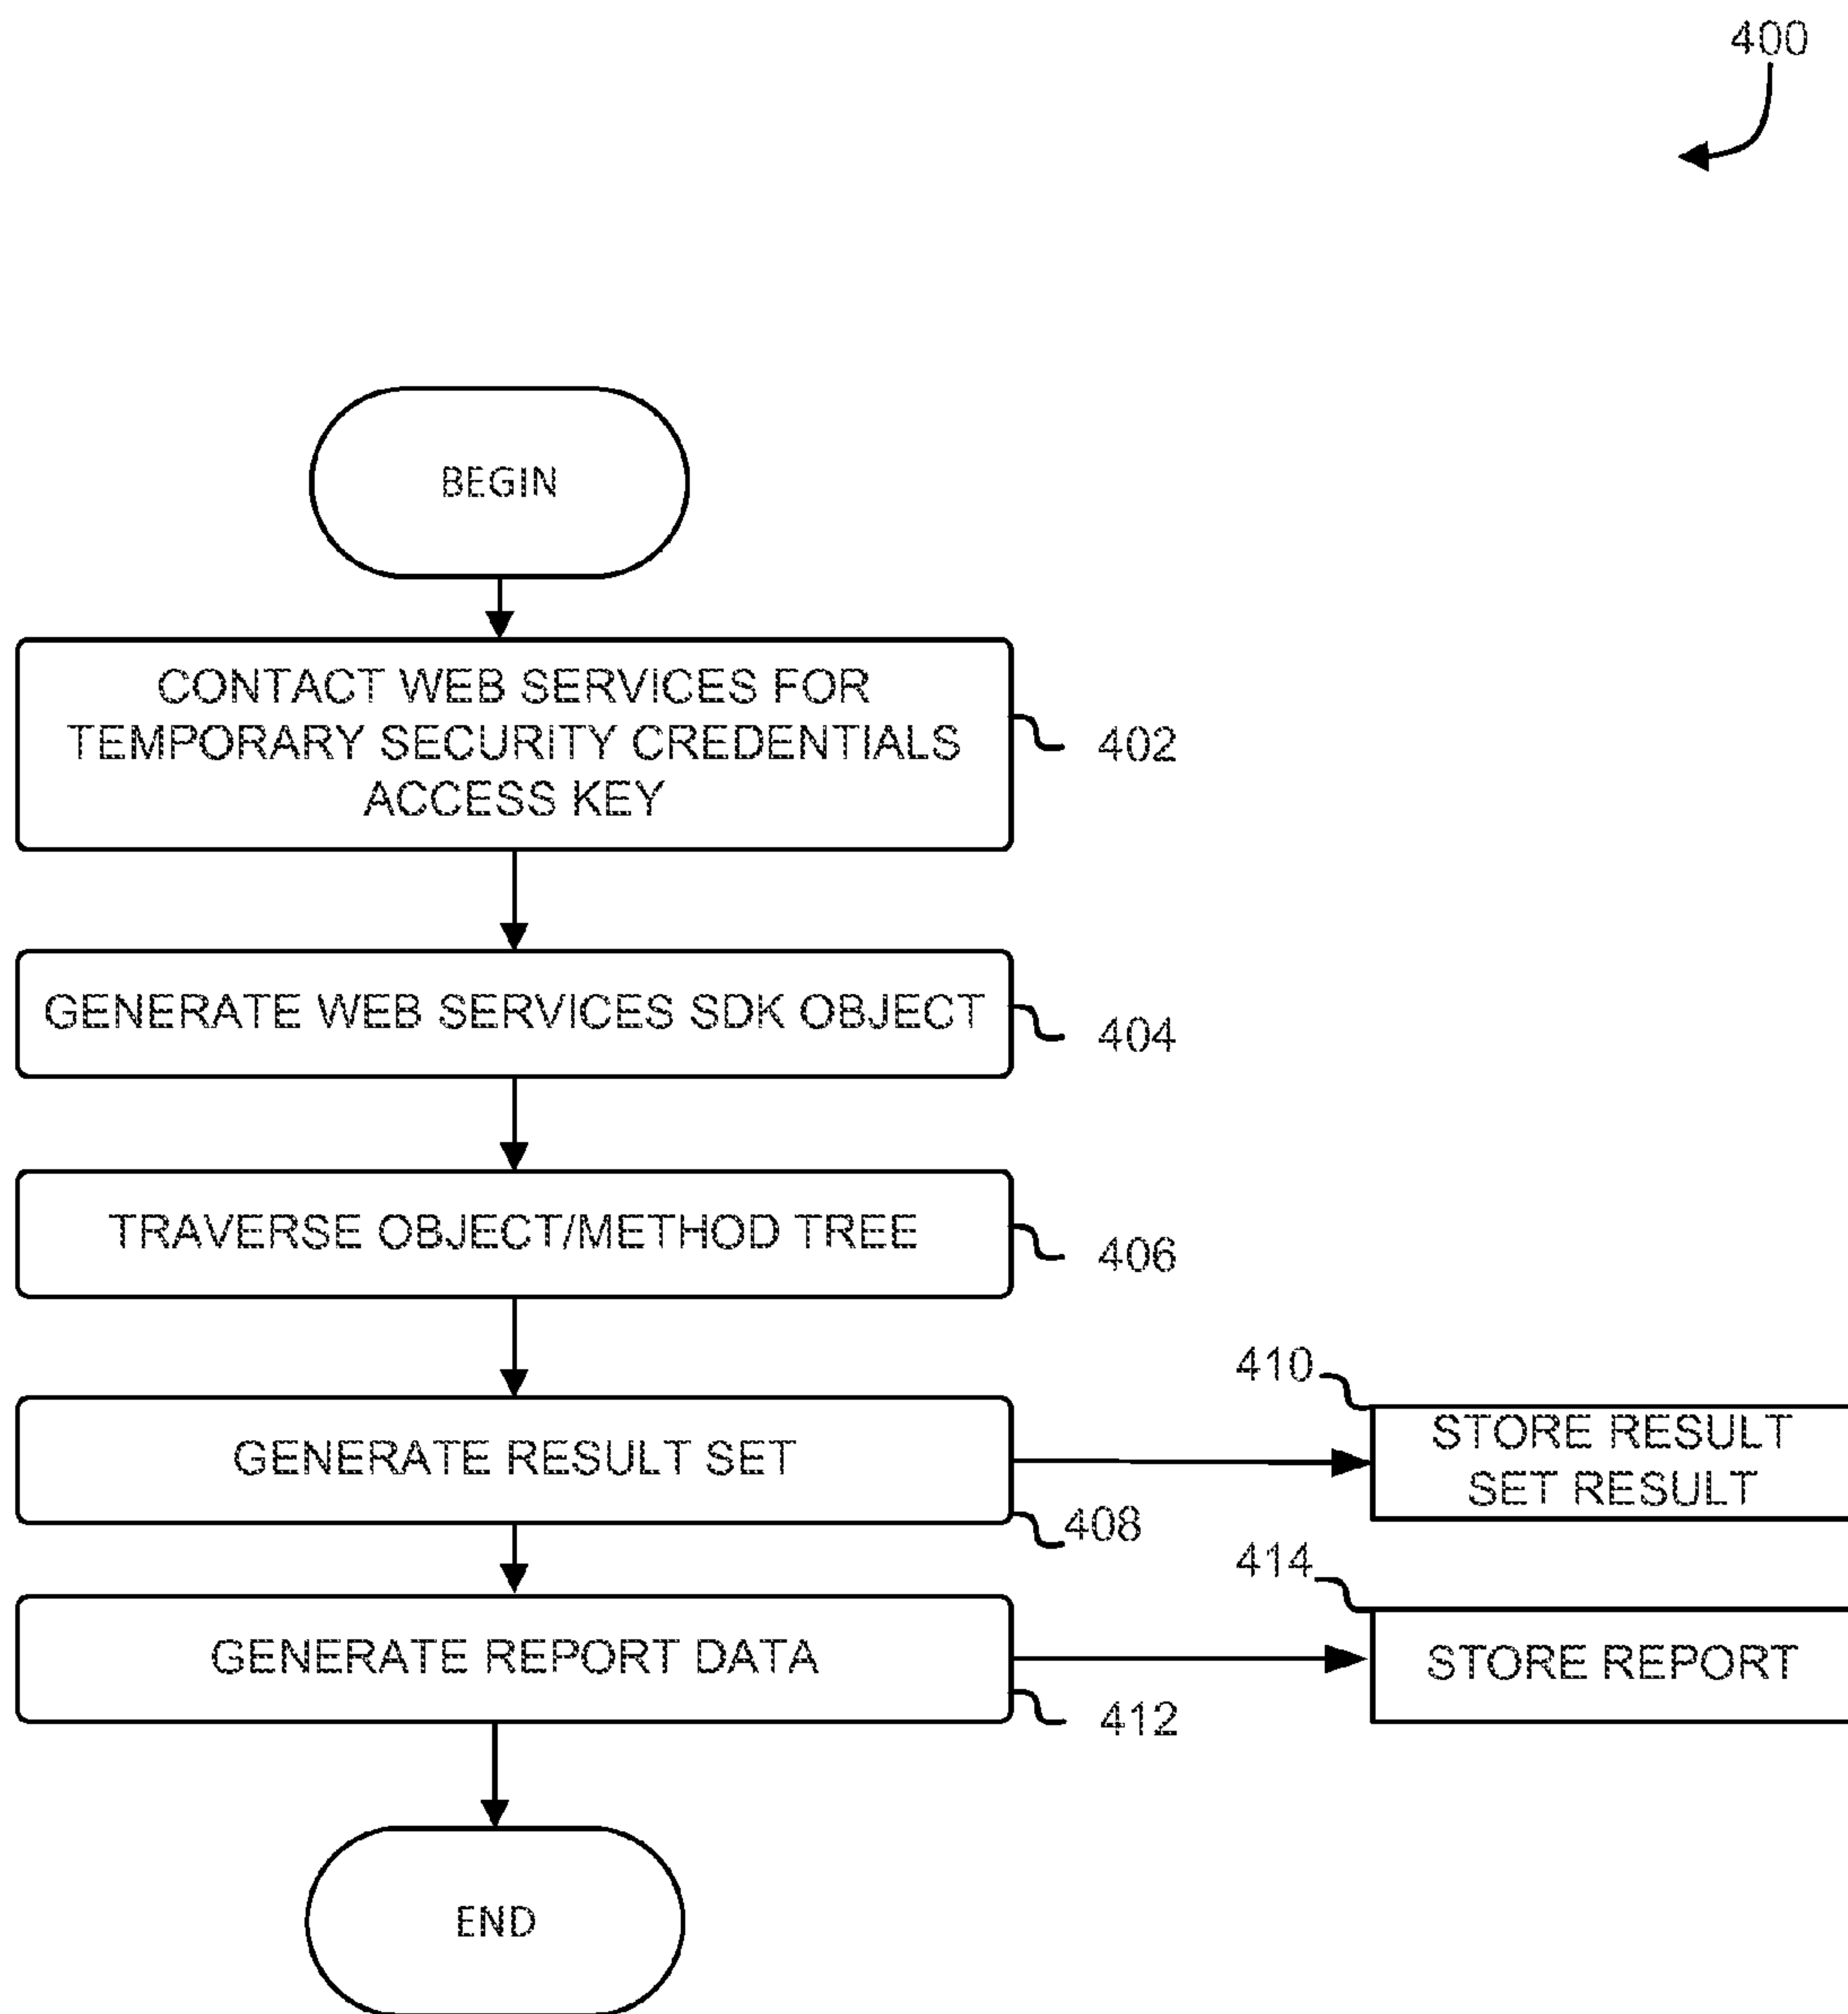 400
BEGIN
CONTACT WEB SERVICES FOR
TEMPORARY SECURITY CREDENTIALS
ACCESS KEY
402
GENERATE WEB SERVICES SDK OBJECT
404
TRAVERSE OBJECT/METHOD TREE
406
GENERATE RESULT SET
408
410
STORE RESULT
SET RESULT
GENERATE REPORT DATA
412
414
STORE REPORT
END